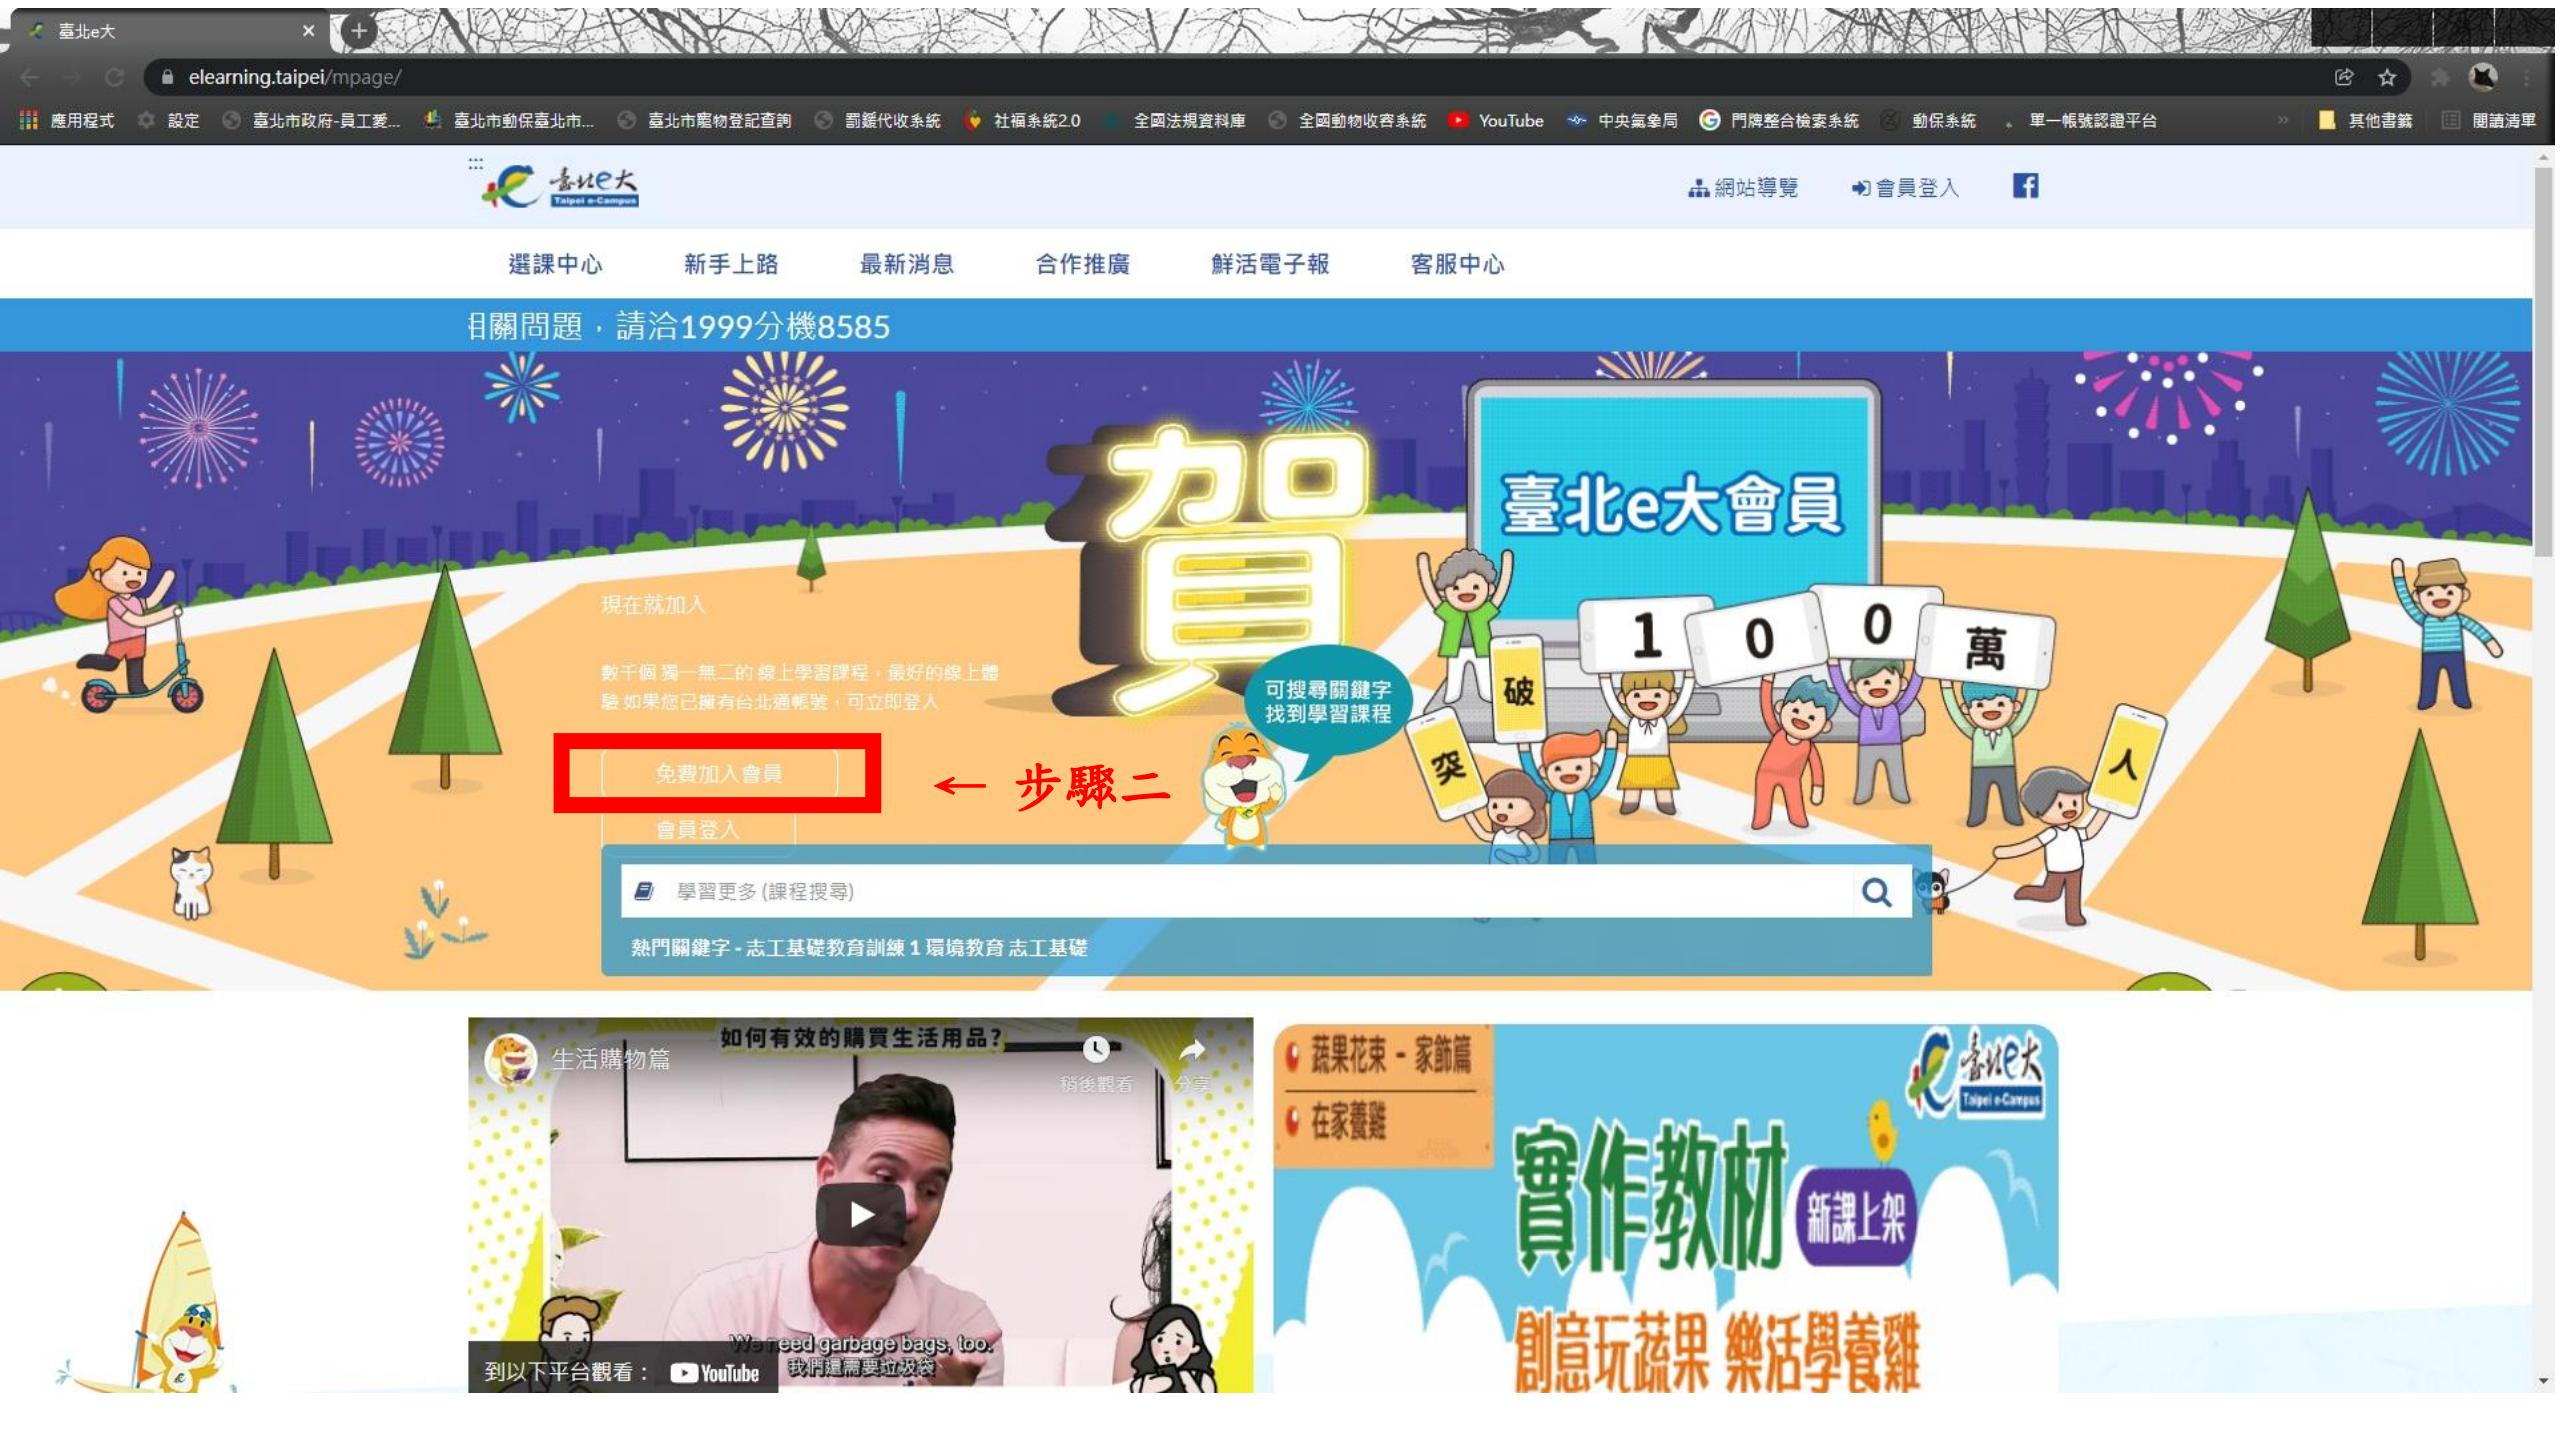 臺北e大
elearning.taipei/mpage/
應用程式 設定 臺北市政府-員工愛... 臺北市動保臺北市... 臺北市寵物登記查詢 罰鍰代收系統 社福系統2.0 全國法規資料庫 全國動物收容系統 YouTube 中央氣象局 門牌整合檢索系統 動保系統 單一帳號認證平台 » 其他書籤 閱讀清單
臺北e大
Taipei e-Campus
網站導覽 會員登入
選課中心 新手上路 最新消息 合作推廣 鮮活電子報 客服中心
相關問題,請洽1999分機8585
賀
臺北e大會員
突破100萬人
現在就加入
數千個 獨一無二的 線上學習課程,最好的線上體
驗 如果您已擁有台北通帳號,可立即登入
可搜尋關鍵字
找到學習課程
免費加入會員
← 步驟二
會員登入
學習更多 (課程搜尋)
熱門關鍵字 - 志工基礎教育訓練 1 環境教育 志工基礎
如何有效的購買生活用品?
生活購物篇
稍後觀看 分享
We need garbage bags, too.
我們還需要垃圾袋
到以下平台觀看: YouTube
蔬果花束 - 家飾篇
在家養雞
臺北e大
Taipei e-Campus
實作教材
新課上架
創意玩蔬果 樂活學養雞